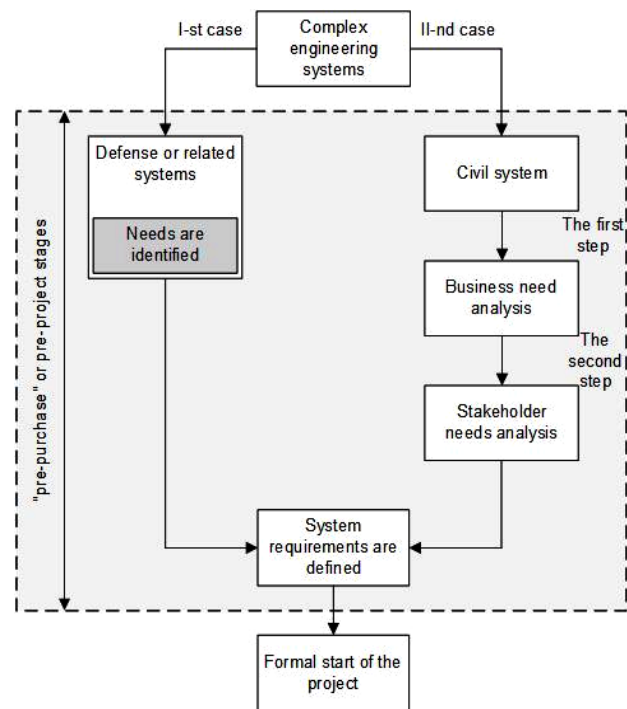 I-st case
Complex
engineering
systems
II-nd case
"pre-purchase" or pre-project stages
Defense or related
systems
Needs are
identified
Civil system
The first
step
Business need
analysis
The
second
step
Stakeholder
needs analysis
System
requirements are
defined
Formal start of the
project